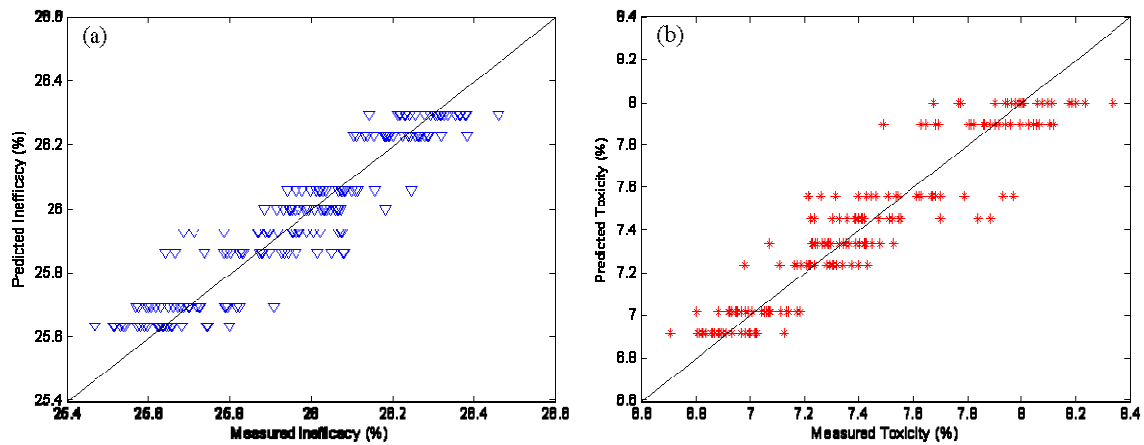 (a)
26.6
26.4
26.2
26
25.8
25.6
25.4
Predicted Inefficacy (%)
25.4 25.6 25.8 26 26.2 26.4 26.6
Measured Inefficacy (%)
(b)
8.4
8.2
8
7.8
7.6
7.4
7.2
7
6.8
6.6
Predicted Toxicity (%)
6.6 6.8 7 7.2 7.4 7.6 7.8 8 8.2 8.4
Measured Toxicity (%)